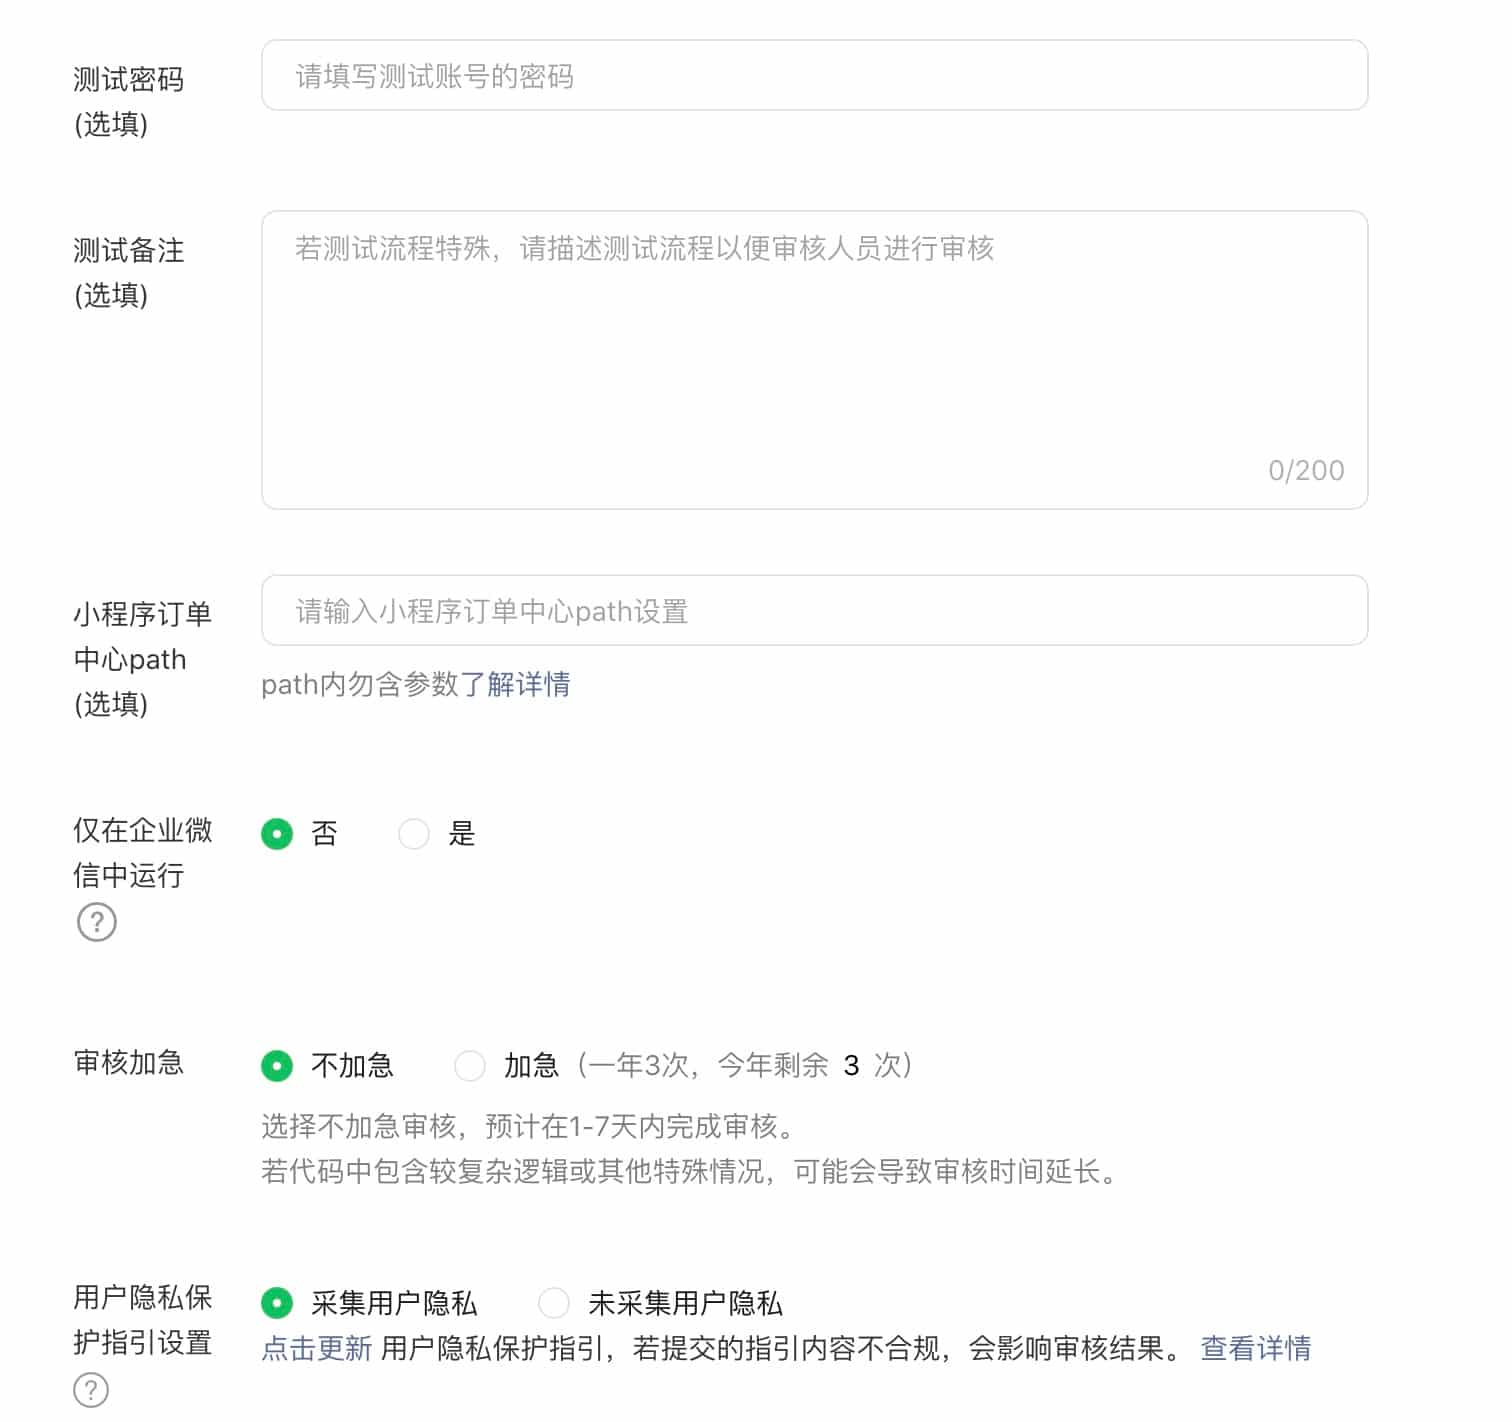 测试密码
(选填)
请填写测试账号的密码
测试备注
(选填)
若测试流程特殊，请描述测试流程以便审核人员进行审核
0/200
小程序订单
中心path
(选填)
请输入小程序订单中心path设置
path内勿含参数了解详情
仅在企业微
信中运行
?
否 是
审核加急
不加急 加急（一年3次，今年剩余 3 次）
选择不加急审核，预计在1-7天内完成审核。
若代码中包含较复杂逻辑或其他特殊情况，可能会导致审核时间延长。
用户隐私保
护指引设置
?
采集用户隐私 未采集用户隐私
点击更新 用户隐私保护指引，若提交的指引内容不合规，会影响审核结果。 查看详情